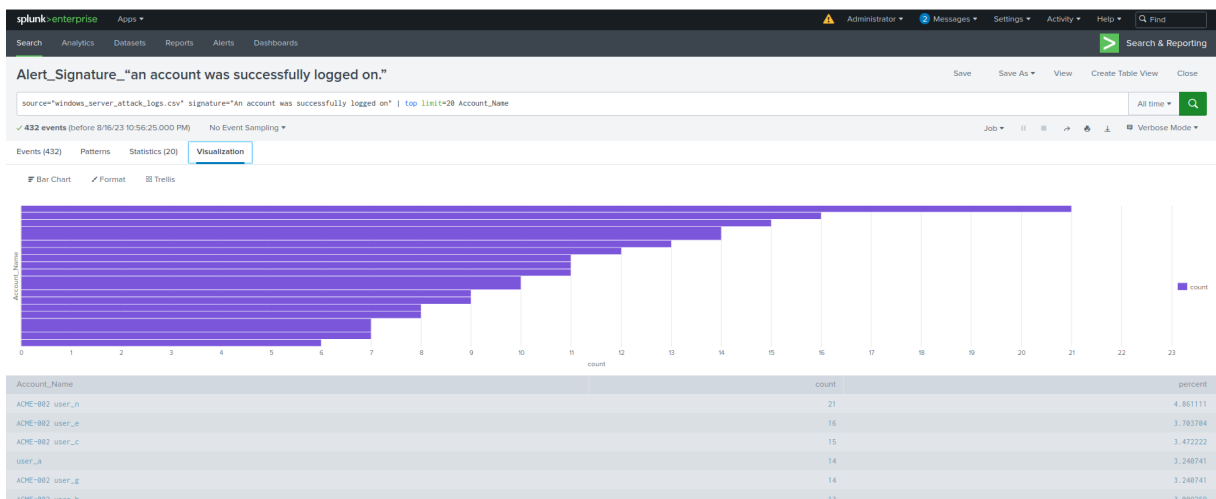 splunk>enterprise Apps ▾ Administrator ▾ 2 Messages ▾ Settings ▾ Activity ▾ Help ▾ Find
Search Analytics Datasets Reports Alerts Dashboards Search & Reporting
Alert_Signature_“an account was successfully logged on.” Save Save As ▾ View Create Table View Close
source="windows_server_attack_logs.csv" signature="An account was successfully logged on" | top limit=20 Account_Name All time ▾
✓ 432 events (before 8/16/23 10:56:25.000 PM) No Event Sampling ▾ Job ▾ Verbose Mode ▾
Events (432) Patterns Statistics (20) Visualization
Bar Chart Format Trellis
Account_Name
count
0 1 2 3 4 5 6 7 8 9 10 11 12 13 14 15 16 17 18 19 20 21 22 23
count
Account_Name count percent
ACME-002 user_n 21 4.861111
ACME-002 user_e 16 3.703704
ACME-002 user_c 15 3.472222
user_a 14 3.240741
ACME-002 user_g 14 3.240741